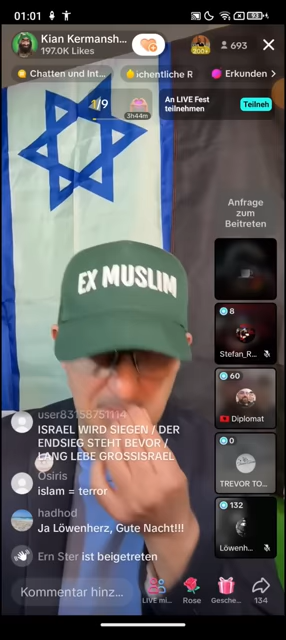 01:01
93
Kian Kermansh...
197.0K Likes
200+
693
Chatten und Int...
ichentliche R
Erkunden
1/9
3h44m
An LIVE Fest
teilnehmen
Teilneh
EX MUSLIM
Anfrage
zum
Beitreten
8
Stefan_R...
60
Diplomat
0
TREVOR TO...
132
Löwenh...
user83158751114
ISRAEL WIRD SIEGEN / DER
ENDSIEG STEHT BEVOR /
LANG LEBE GROSSISRAEL
Osiris
islam = terror
hadhod
Ja Löwenherz, Gute Nacht!!!
Ern Ster ist beigetreten
Kommentar hinz...
LIVE mi...
Rose
Gesche...
134